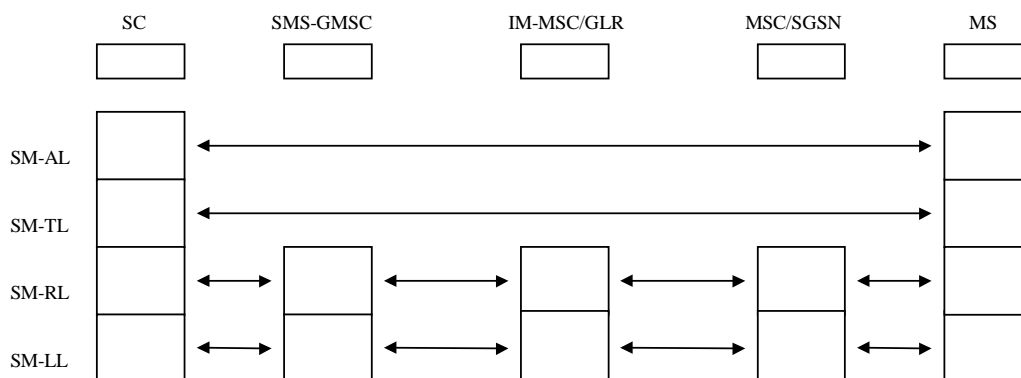 SC SMS-GMSC IM-MSC/GLR MSC/SGSN MS
SM-AL
SM-TL
SM-RL
SM-LL